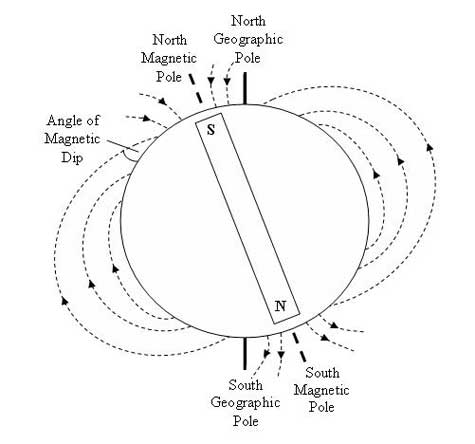 North
Geographic
Pole
North
Magnetic
Pole
S
Angle of
Magnetic
Dip
N
South
Geographic
Pole
South
Magnetic
Pole